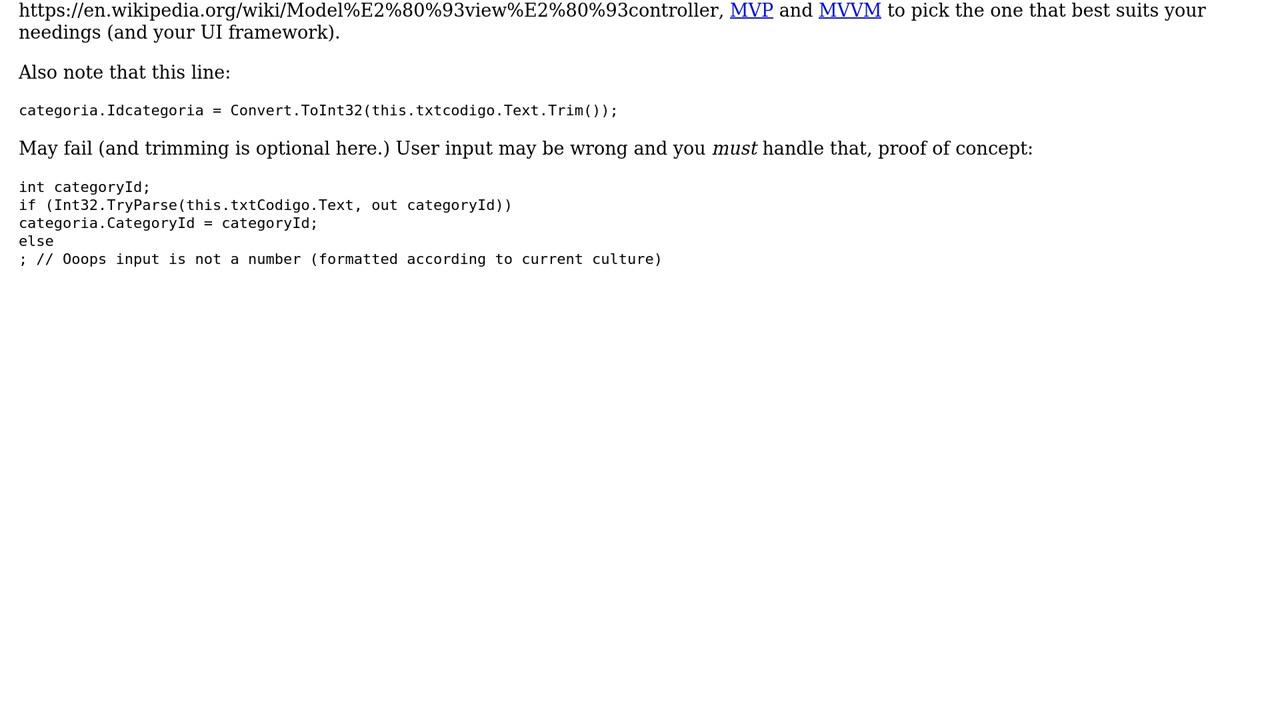 https://en.wikipedia.org/wiki/Model%E2%80%93view%E2%80%93controller, MVP and MVVM to pick the one that best suits your
needings (and your UI framework).
Also note that this line:
categoria.Idcategoria = Convert.ToInt32(this.txtcodigo.Text.Trim());
May fail (and trimming is optional here.) User input may be wrong and you must handle that, proof of concept:
int categoryId;
if (Int32.TryParse(this.txtCodigo.Text, out categoryId))
categoria.CategoryId = categoryId;
else
; // Ooops input is not a number (formatted according to current culture)